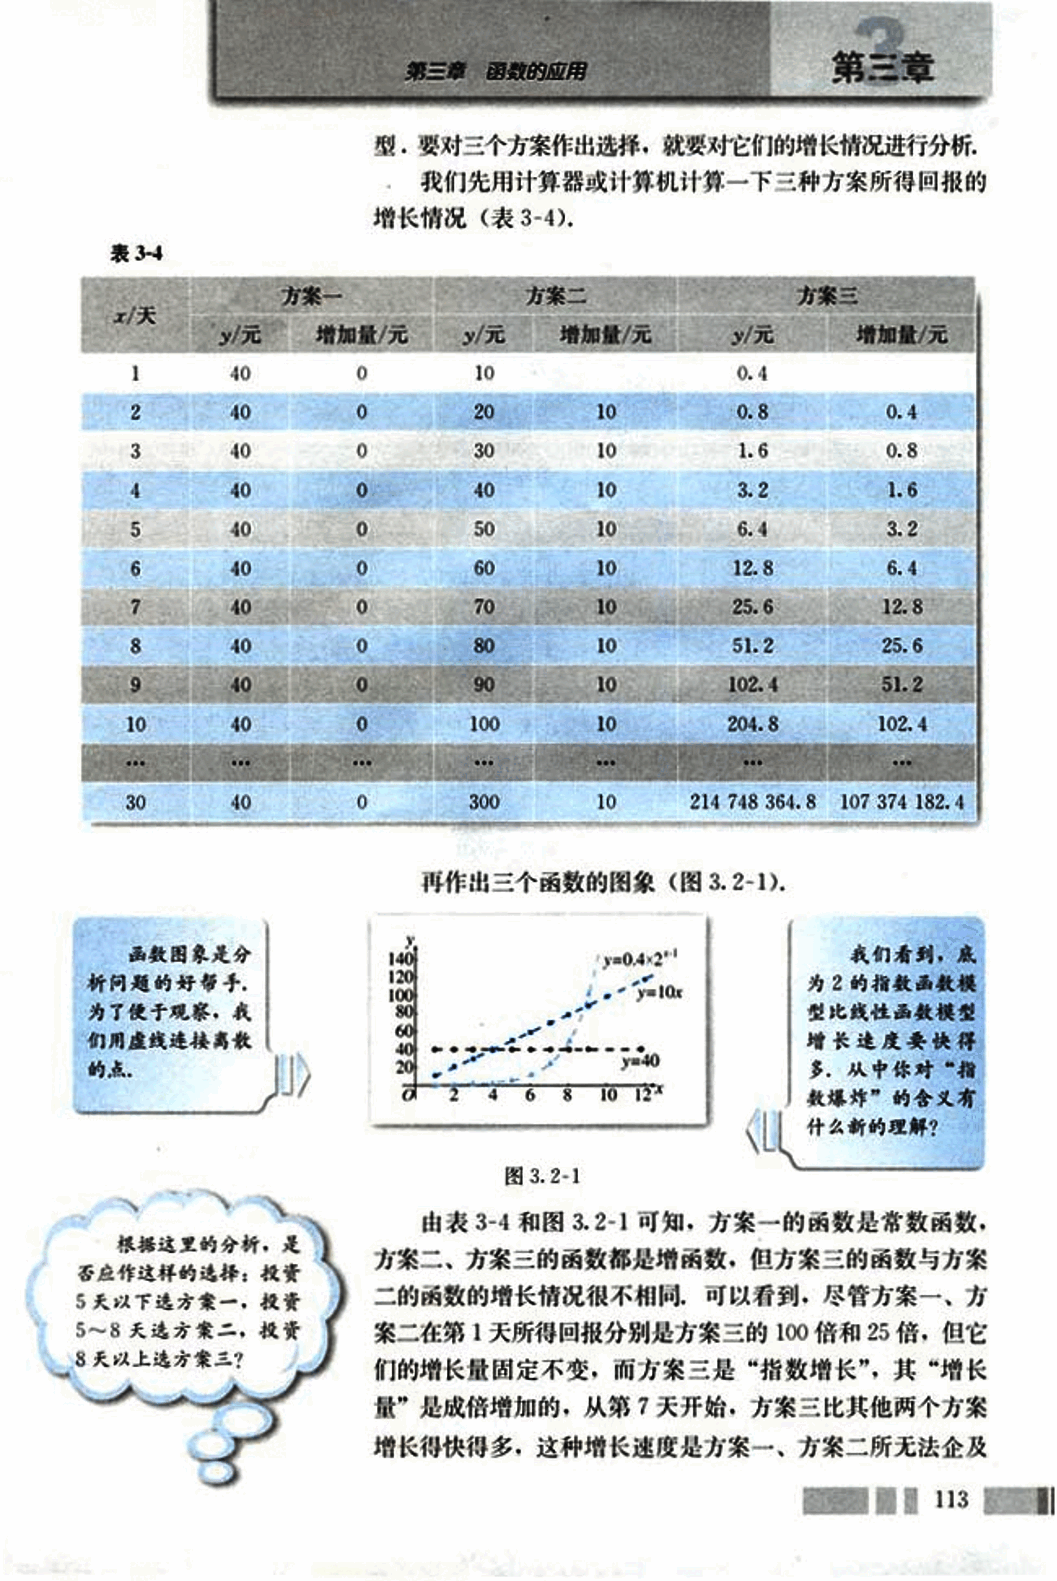 第三章 函数的应用
第三章
型．要对三个方案作出选择，就要对它们的增长情况进行分析.
我们先用计算器或计算机计算一下三种方案所得回报的
增长情况（表 3-4）.
表 3-4
x/天 方案一 方案二 方案三
y/元 增加量/元 y/元 增加量/元 y/元 增加量/元
1 40 0 10 0.4
2 40 0 20 10 0.8 0.4
3 40 0 30 10 1.6 0.8
4 40 0 40 10 3.2 1.6
5 40 0 50 10 6.4 3.2
6 40 0 60 10 12.8 6.4
7 40 0 70 10 25.6 12.8
8 40 0 80 10 51.2 25.6
9 40 0 90 10 102.4 51.2
10 40 0 100 10 204.8 102.4
… … … … … … …
30 40 0 300 10 214 748 364.8 107 374 182.4
再作出三个函数的图象（图 3.2-1）.
函数图象是分
析问题的好帮手.
为了便于观察，我
们用虚线连接离散
的点.
y
140
120
100
80
60
40
20
O 2 4 6 8 10 12 x
y=0.4×2ˣ⁻¹
y=10x
y=40
图 3.2-1
我们看到，底
为 2 的指数函数模
型比线性函数模型
增长速度要快得
多．从中你对“指
数爆炸”的含义有
什么新的理解?
根据这里的分析，是
否应作这样的选择：投资
5 天以下选方案一，投资
5～8 天选方案二，投资
8 天以上选方案三?
由表 3-4 和图 3.2-1 可知，方案一的函数是常数函数，
方案二、方案三的函数都是增函数，但方案三的函数与方案
二的函数的增长情况很不相同．可以看到，尽管方案一、方
案二在第 1 天所得回报分别是方案三的 100 倍和 25 倍，但它
们的增长量固定不变，而方案三是“指数增长”，其“增长
量”是成倍增加的，从第 7 天开始，方案三比其他两个方案
增长得快得多，这种增长速度是方案一、方案二所无法企及
113